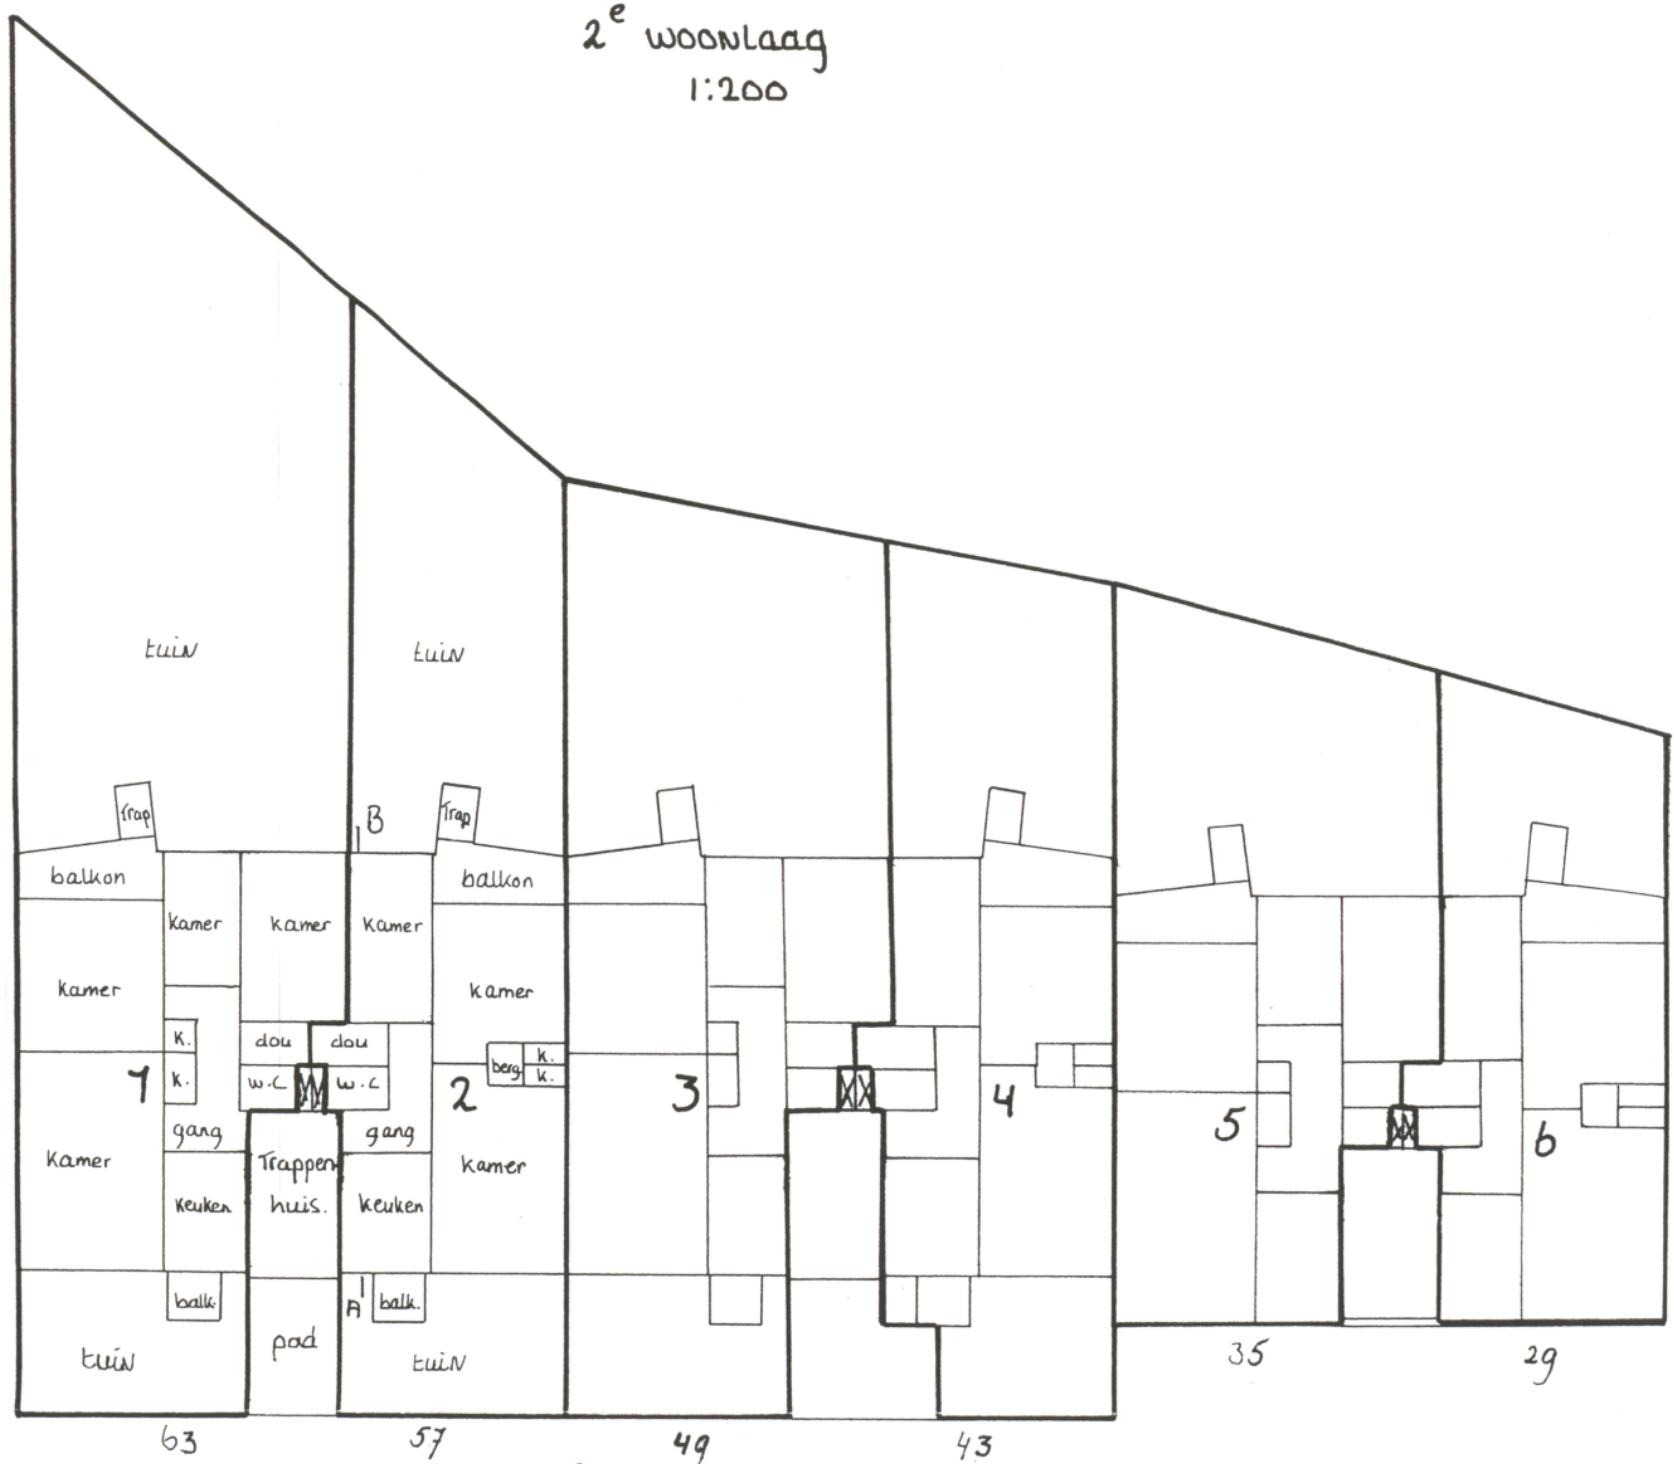 2e woonlaag
1:200
tuin
tuin
Trap
B
Trap
balkon
balkon
kamer
kamer
kamer
kamer
kamer
k.
dou
dou
berg
k.
k.
1
k.
w.c
w.c
2
3
4
5
6
gang
gang
kamer
Trappen
huis.
kamer
keuken
keuken
balk.
A
balk.
tuin
pad
tuin
63
57
49
43
35
29